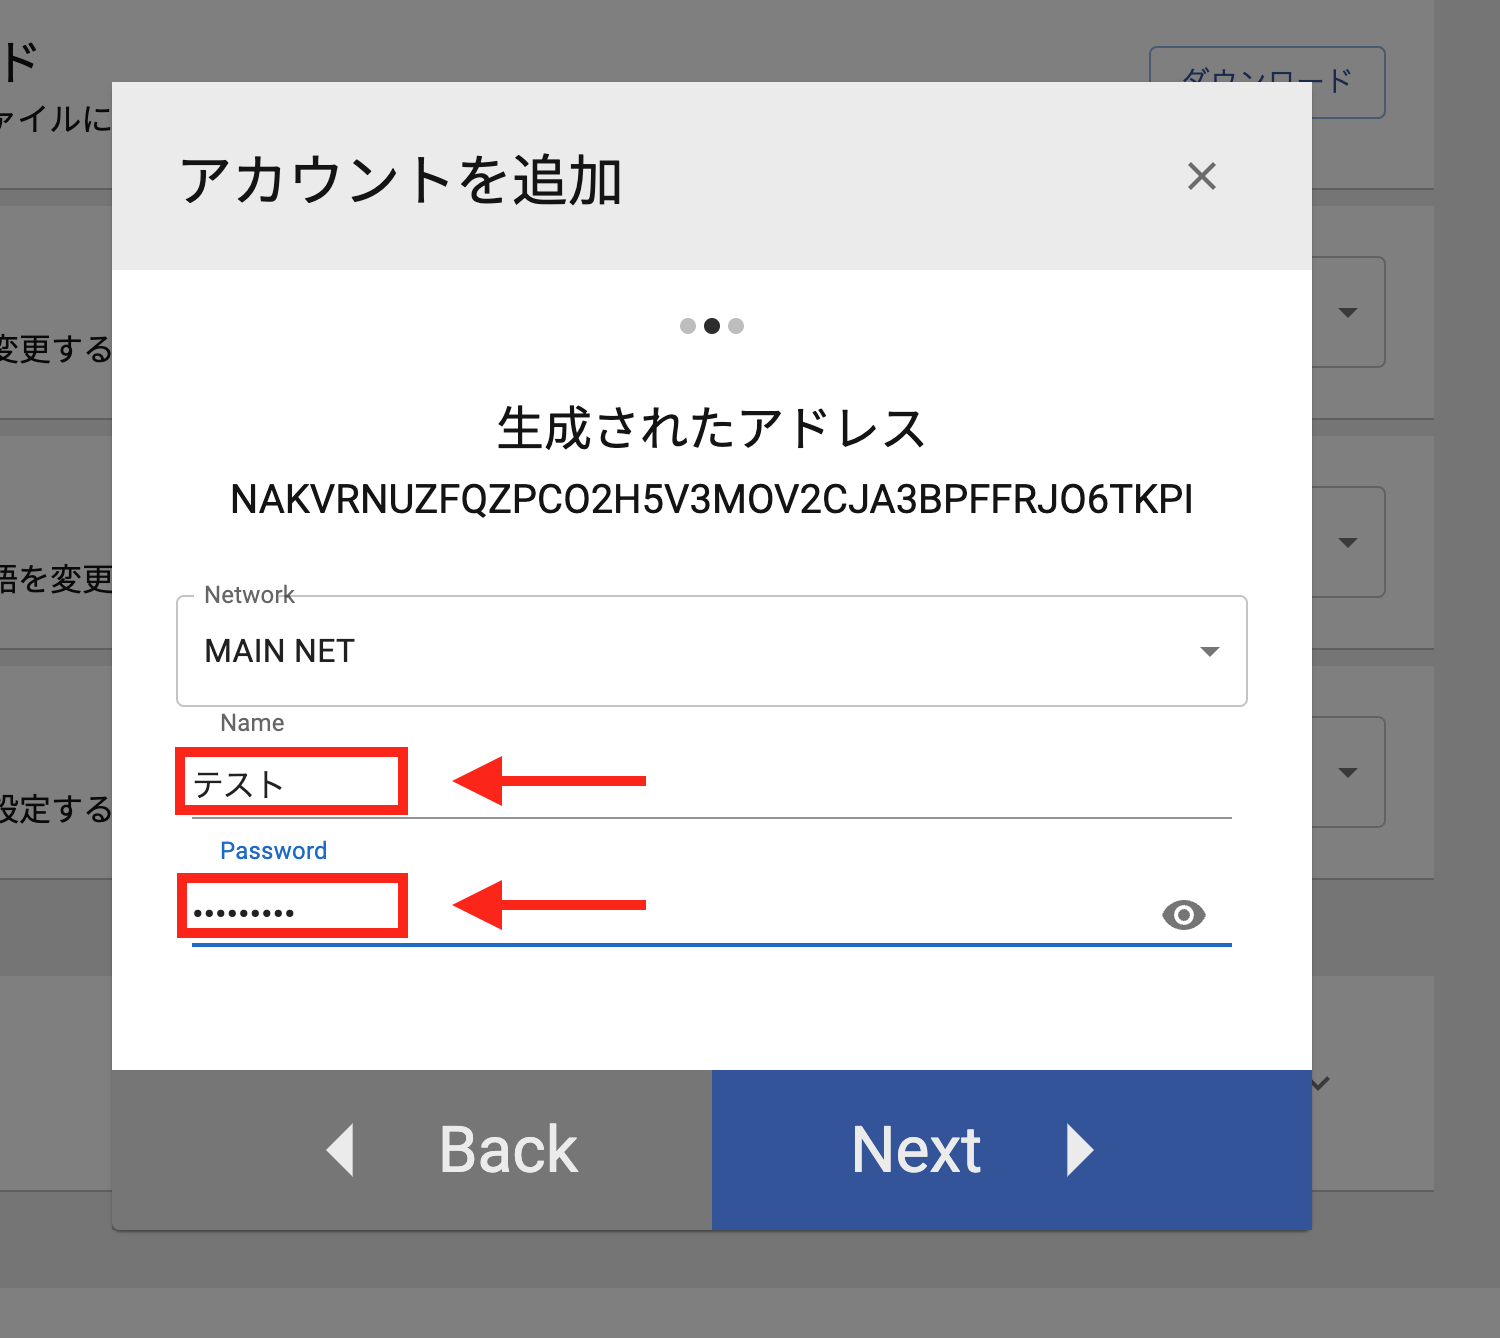 ド
ダウンロード
ァイルに
アカウントを追加
変更する
生成されたアドレス
NAKVRNUZFQZPCO2H5V3MOV2CJA3BPFFRJO6TKPI
語を変更
Network
MAIN NET
Name
テスト
設定する
Password
•••••••••
Back
Next